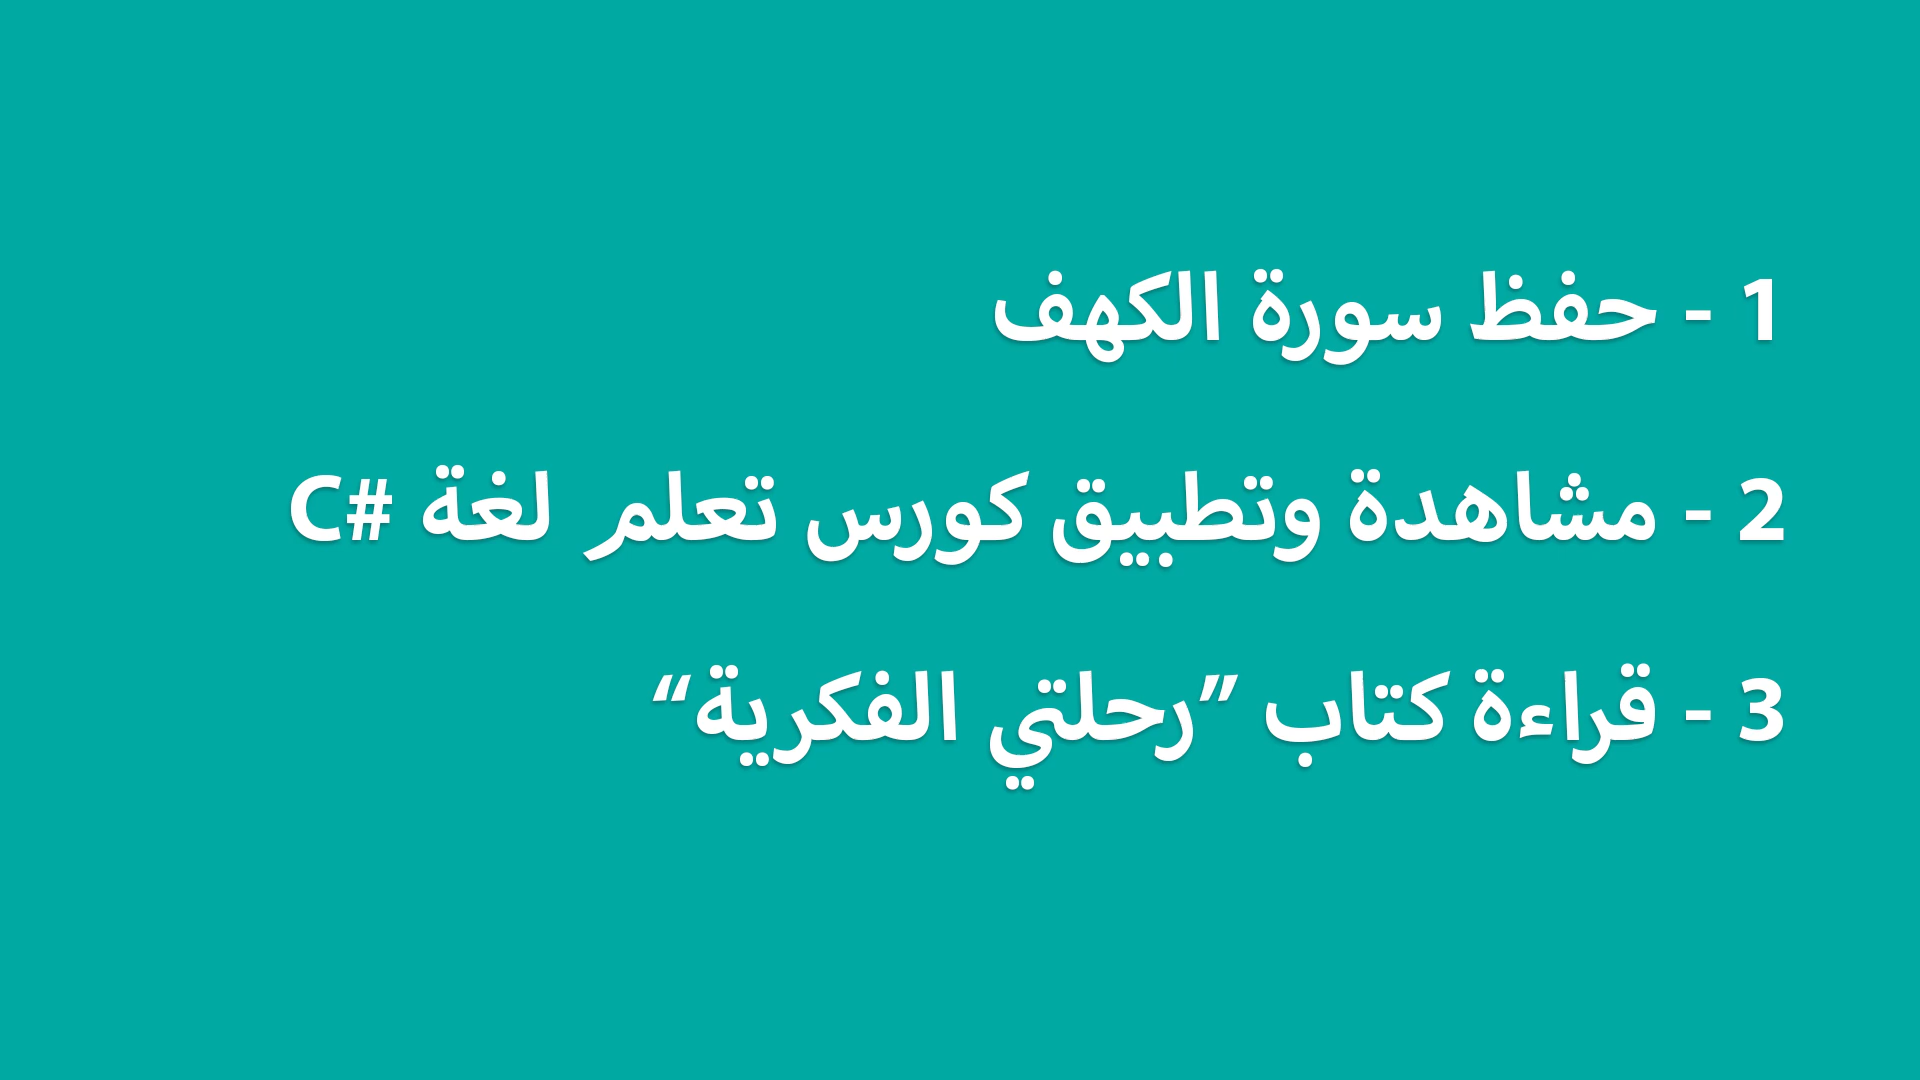 1 - حفظ سورة الكهف
2 - مشاهدة وتطبيق كورس تعلم لغة C#
3 - قراءة كتاب ”رحلتي الفكرية“